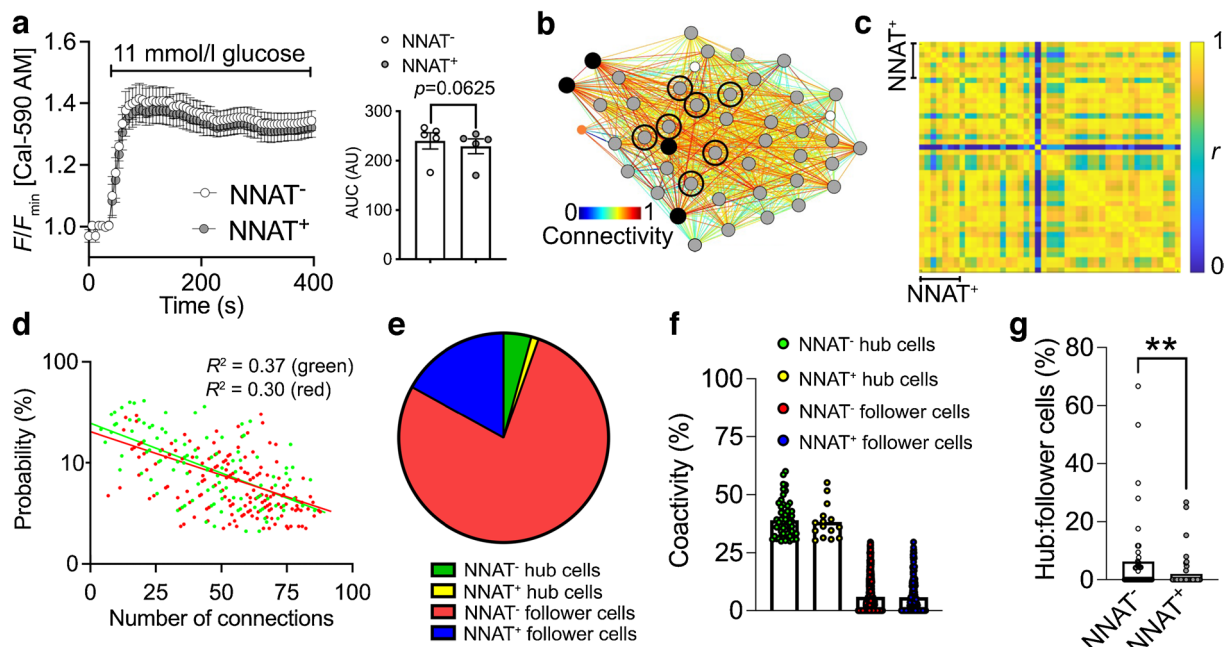 a
1.6
1.4
1.2
1.0
F/Fmin [Cal-590 AM]
11 mmol/l glucose
NNAT-
NNAT+
0
200
400
Time (s)
NNAT-
NNAT+
p=0.0625
300
200
100
0
AUC (AU)
b
0 1
Connectivity
c
NNAT+
NNAT+
1
r
0
d
100
10
0
Probability (%)
R2 = 0.37 (green)
R2 = 0.30 (red)
0 25 50 75 100
Number of connections
e
NNAT- hub cells
NNAT+ hub cells
NNAT- follower cells
NNAT+ follower cells
f
NNAT- hub cells
NNAT+ hub cells
NNAT- follower cells
NNAT+ follower cells
100
75
50
25
0
Coactivity (%)
g
80
60
40
20
0
Hub:follower cells (%)
**
NNAT-
NNAT+